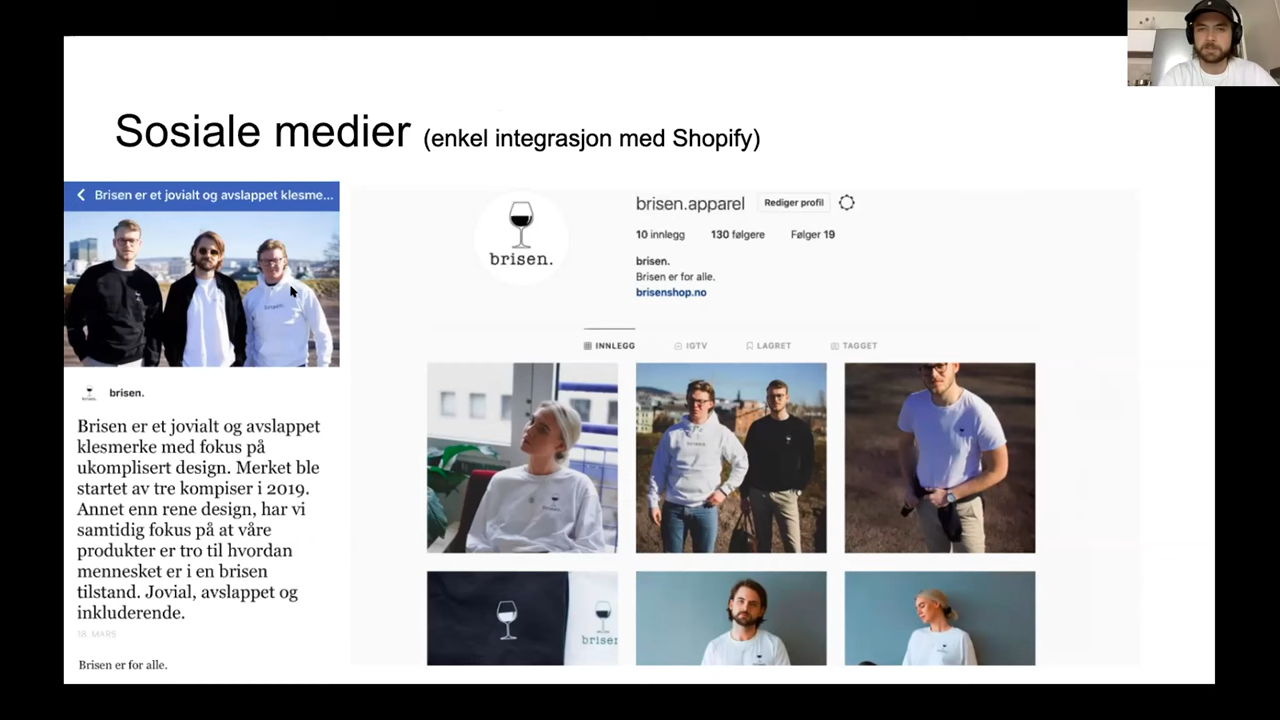 Sosiale medier (enkel integrasjon med Shopify)
Brisen er et jovialt og avslappet klesme...
brisen.
Brisen er et jovialt og avslappet
klesmerke med fokus på
ukomplisert design. Merket ble
startet av tre kompiser i 2019.
Annet enn rene design, har vi
samtidig fokus på at våre
produkter er tro til hvordan
mennesket er i en brisen
tilstand. Jovial, avslappet og
inkluderende.
18. MARS
Brisen er for alle.
brisen.
brisen.apparel Rediger profil
10 innlegg 130 følgere Følger 19
brisen.
Brisen er for alle.
brisenshop.no
INNLEGG IGTV LAGRET TAGGET
brisen